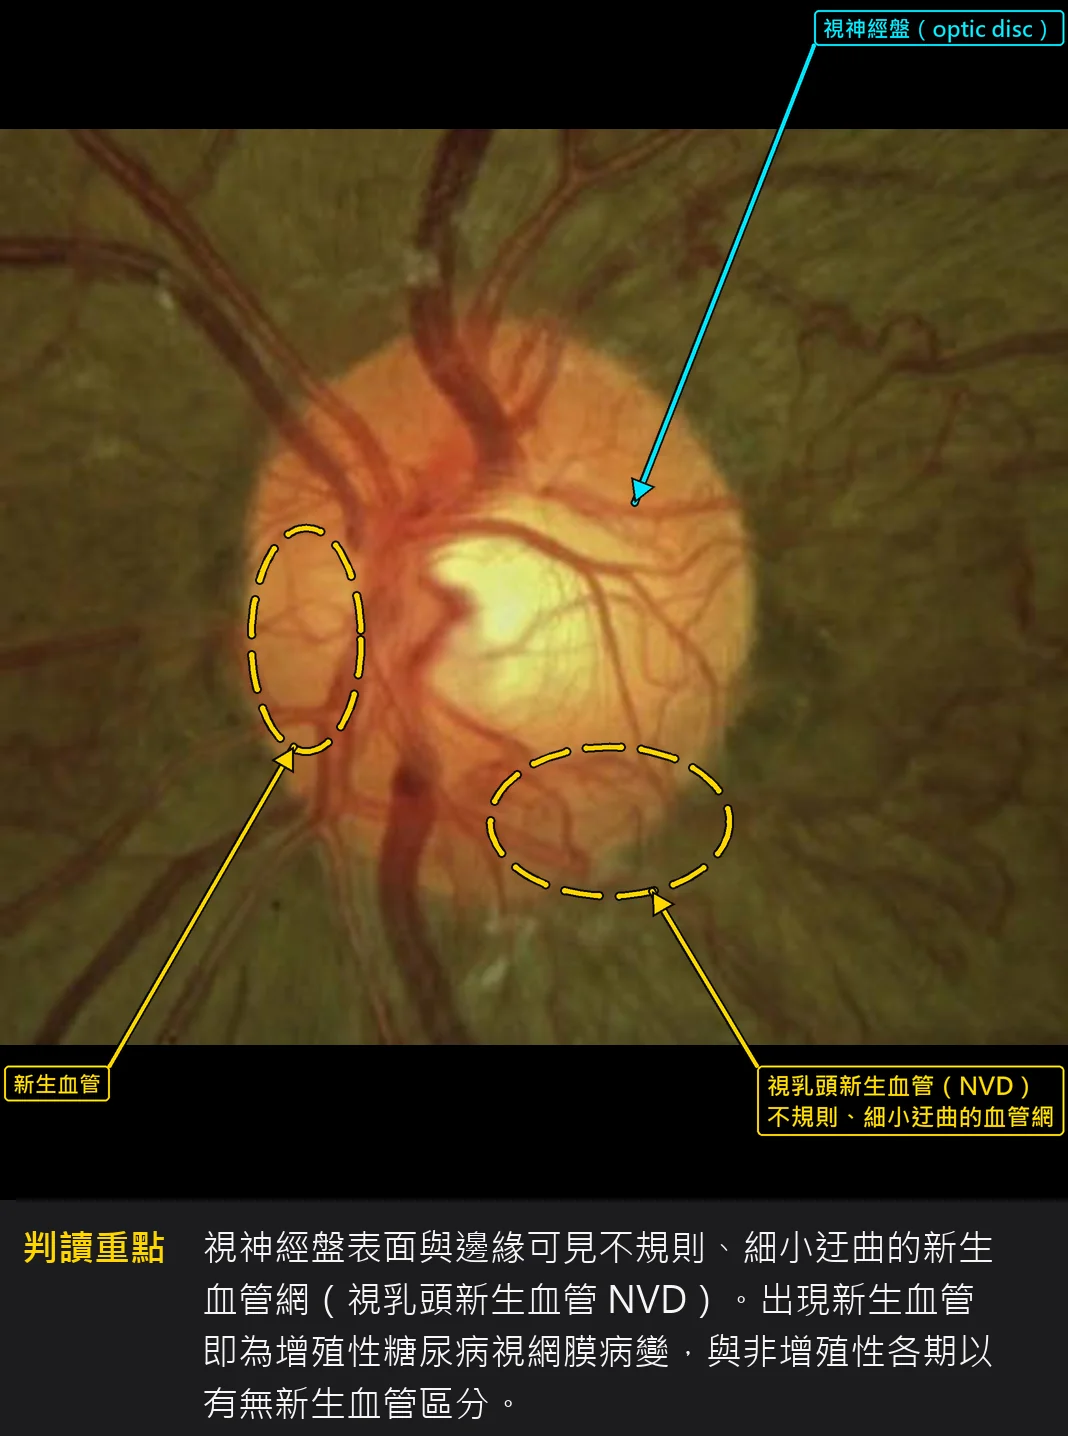 視神經盤（optic disc）
新生血管
視乳頭新生血管（NVD）
不規則、細小迂曲的血管網
判讀重點
視神經盤表面與邊緣可見不規則、細小迂曲的新生
血管網（視乳頭新生血管 NVD）。出現新生血管
即為增殖性糖尿病視網膜病變，與非增殖性各期以
有無新生血管區分。